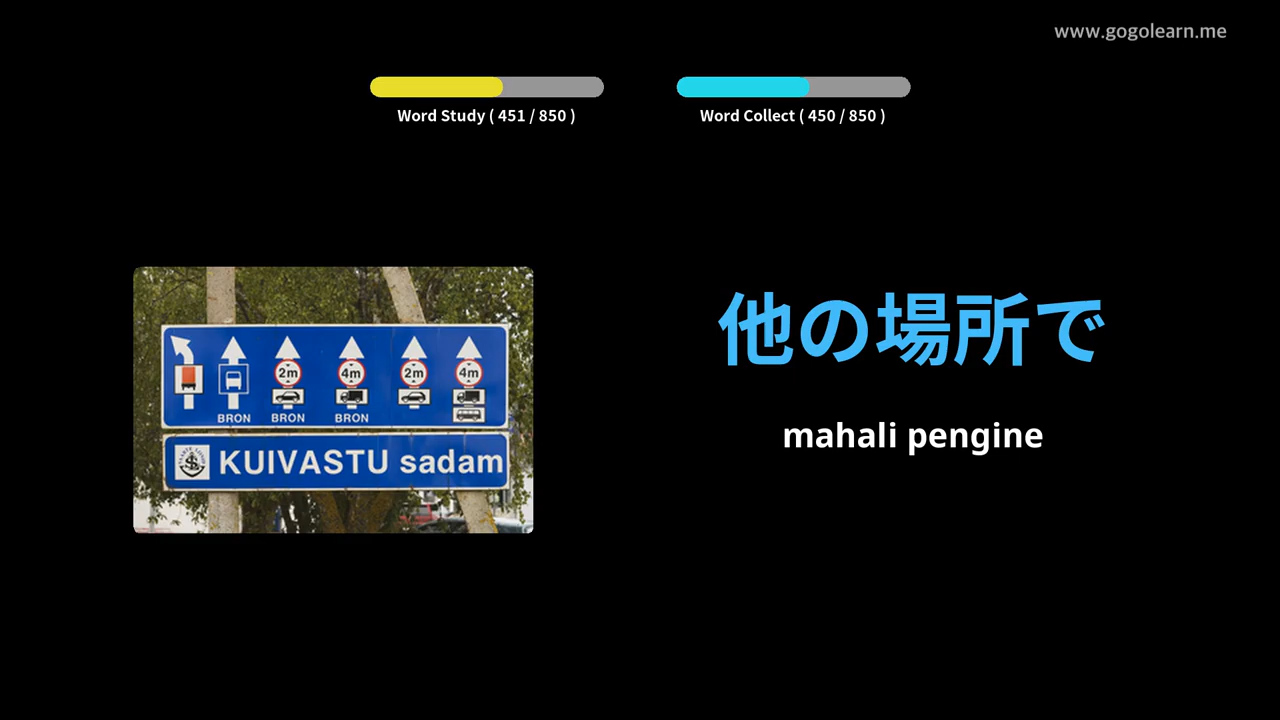 www.gogolearn.me
Word Study ( 451 / 850 )
Word Collect ( 450 / 850 )
2m 4m 2m 4m
BRON BRON BRON
KUIVASTU sadam
他の場所で
mahali pengine